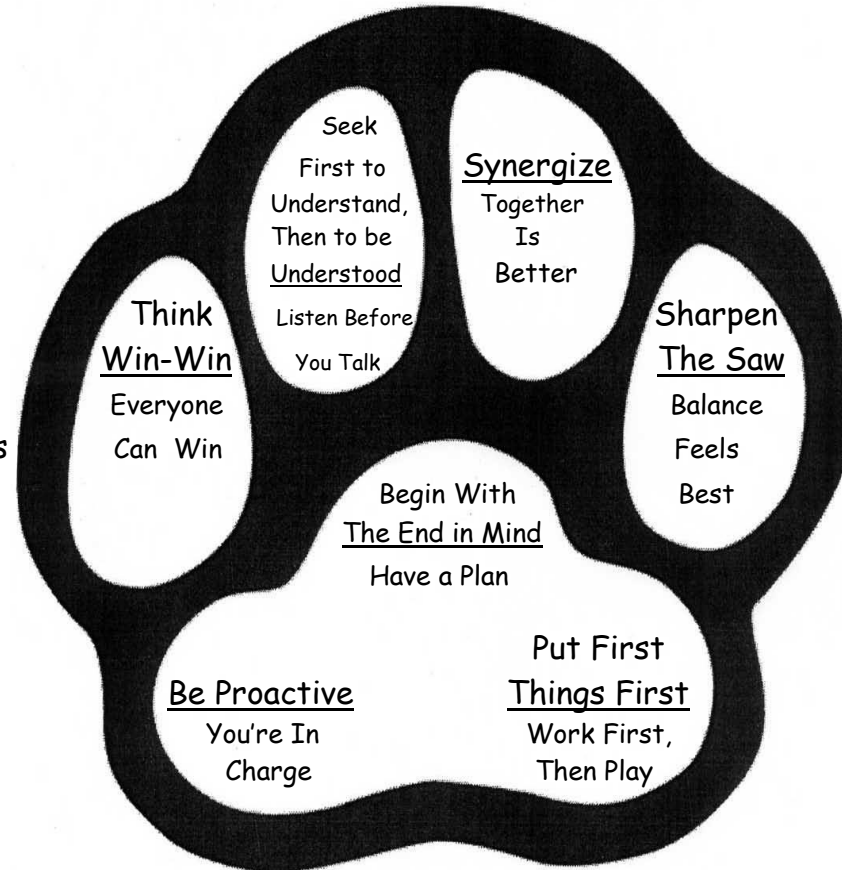 Seek
First to
Understand,
Then to be
Understood
Listen Before
You Talk
Synergize
Together
Is
Better
Think
Win-Win
Everyone
Can Win
Sharpen
The Saw
Balance
Feels
Best
Begin With
The End in Mind
Have a Plan
Be Proactive
You're In
Charge
Put First
Things First
Work First,
Then Play